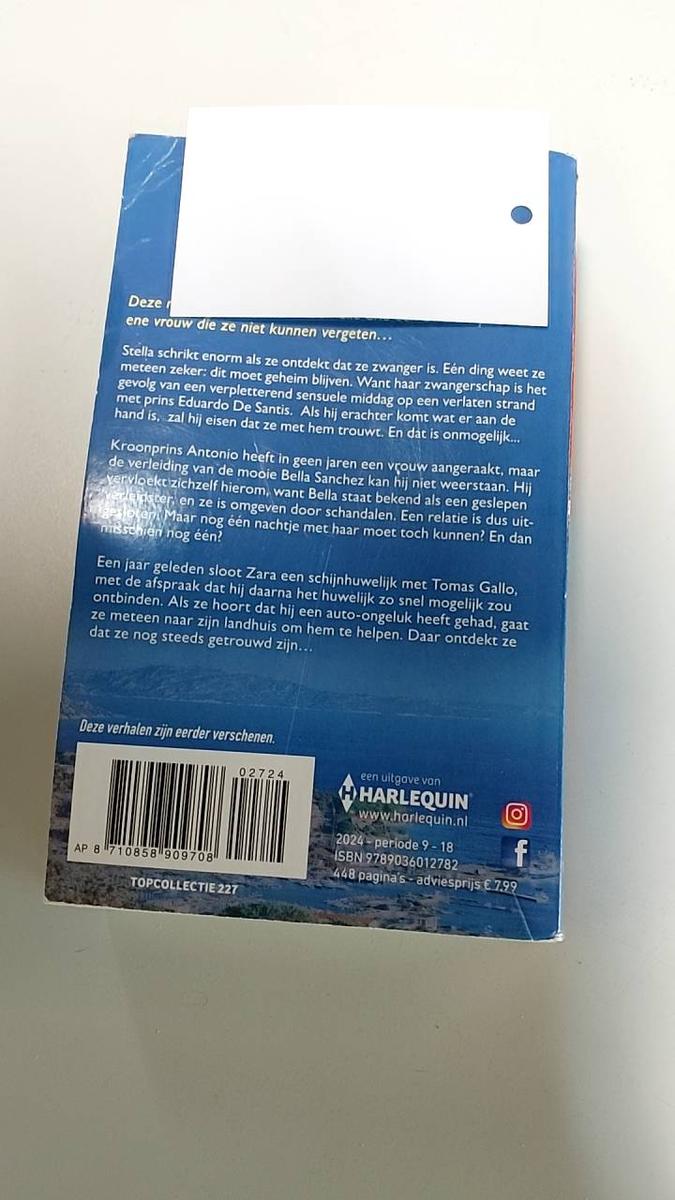 Deze
ene vrouw die ze niet kunnen vergeten...
Stella schrikt enorm als ze ontdekt dat ze zwanger is. Eén ding weet ze
meteen zeker: dit moet geheim blijven. Want haar zwangerschap is het
gevolg van een verpletterend sensuele middag op een verlaten strand
met prins Eduardo De Santis. Als hij erachter komt wat er aan de
hand is, zal hij eisen dat ze met hem trouwt. En dat is onmogelijk...
Kroonprins Antonio heeft in geen jaren een vrouw aangeraakt, maar
de verleiding van de mooie Bella Sanchez kan hij niet weerstaan. Hij
vervloekt zichzelf hierom, want Bella staat bekend als een geslepen
verleidster, en ze is omgeven door schandalen. Een relatie is dus uit-
gesloten. Maar nog één nachtje met haar moet toch kunnen? En dan
misschien nog één?
Een jaar geleden sloot Zara een schijnhuwelijk met Tomas Gallo,
met de afspraak dat hij daarna het huwelijk zo snel mogelijk zou
ontbinden. Als ze hoort dat hij een auto-ongeluk heeft gehad, gaat
ze meteen naar zijn landhuis om hem te helpen. Daar ontdekt ze
dat ze nog steeds getrouwd zijn...
Deze verhalen zijn eerder verschenen.
02724
AP 8 710858 909708
TOPCOLLECTIE 227
een uitgave van
HARLEQUIN
www.harlequin.nl
2024 - periode 9 - 18
ISBN 9789036012782
448 pagina's - adviesprijs € 7.99